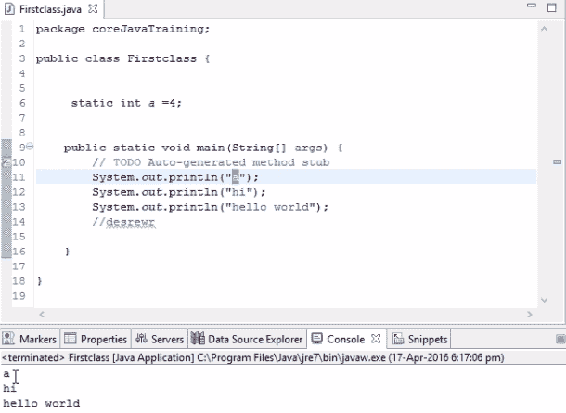 Firstclass.java
1 package coreJavaTraining;
2
3 public class Firstclass {
4
5
6 static int a =4;
7
8
9 public static void main(String[] args) {
10 // TODO Auto-generated method stub
11 System.out.println("a");
12 System.out.println("hi");
13 System.out.println("hello world");
14 //desrewr
15
16 }
17
18 }
19
Markers Properties Servers Data Source Explorer Console Snippets
<terminated> Firstclass [Java Application] C:\Program Files\Java\jre7\bin\javaw.exe (17-Apr-2016 6:17:06 pm)
a
hi
hello world